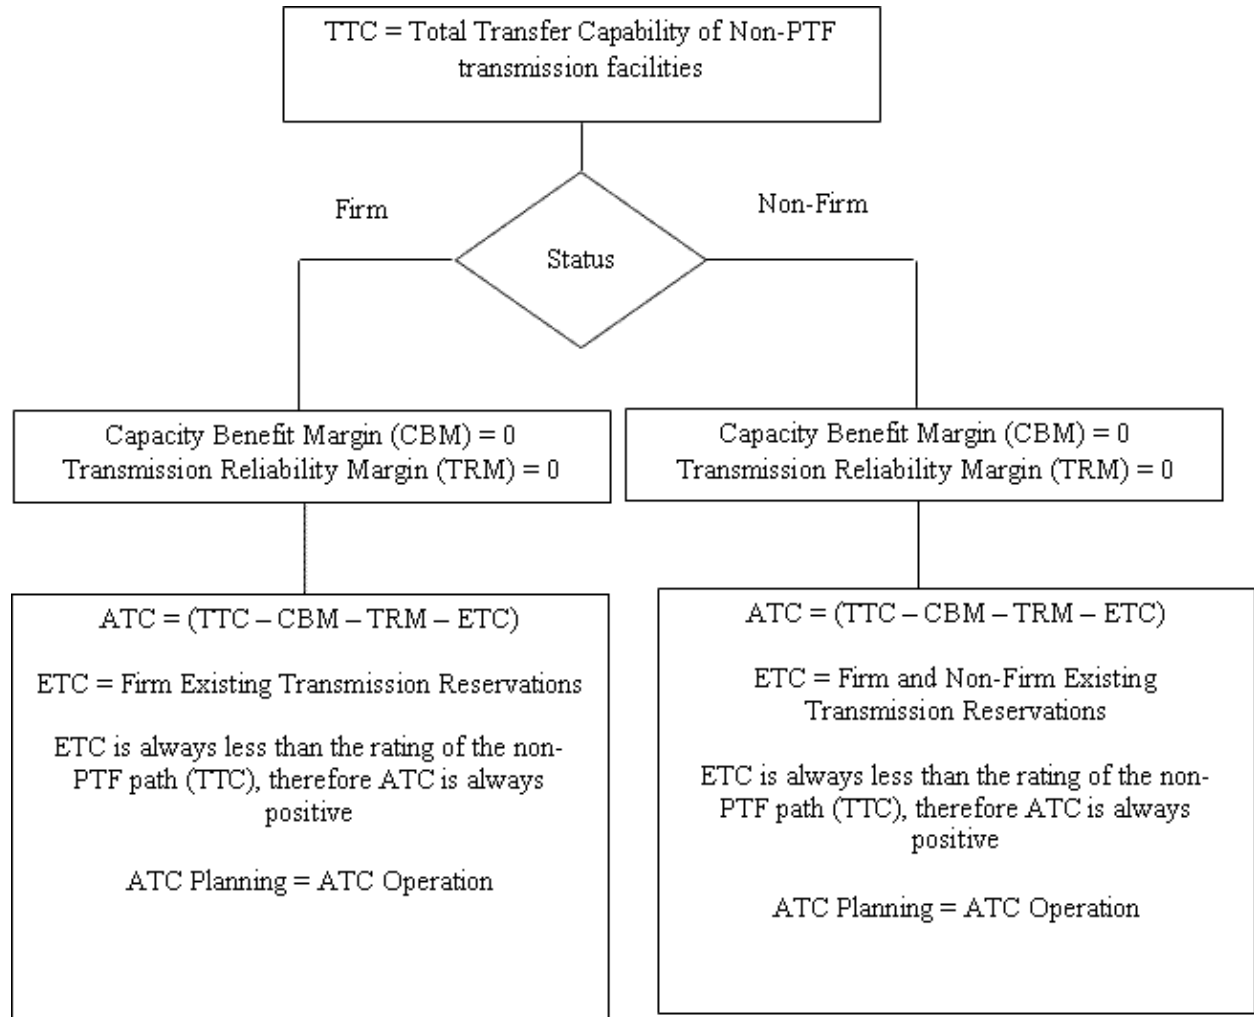 TTC = Total Transfer Capability of Non-PTF
transmission facilities
Firm
Non-Firm
Status
Capacity Benefit Margin (CBM) = 0
Transmission Reliability Margin (TRM) = 0
Capacity Benefit Margin (CBM) = 0
Transmission Reliability Margin (TRM) = 0
ATC = (TTC – CBM – TRM – ETC)
ETC = Firm Existing Transmission Reservations
ETC is always less than the rating of the non-
PTF path (TTC), therefore ATC is always
positive
ATC Planning = ATC Operation
ATC = (TTC – CBM – TRM – ETC)
ETC = Firm and Non-Firm Existing
Transmission Reservations
ETC is always less than the rating of the non-
PTF path (TTC), therefore ATC is always
positive
ATC Planning = ATC Operation